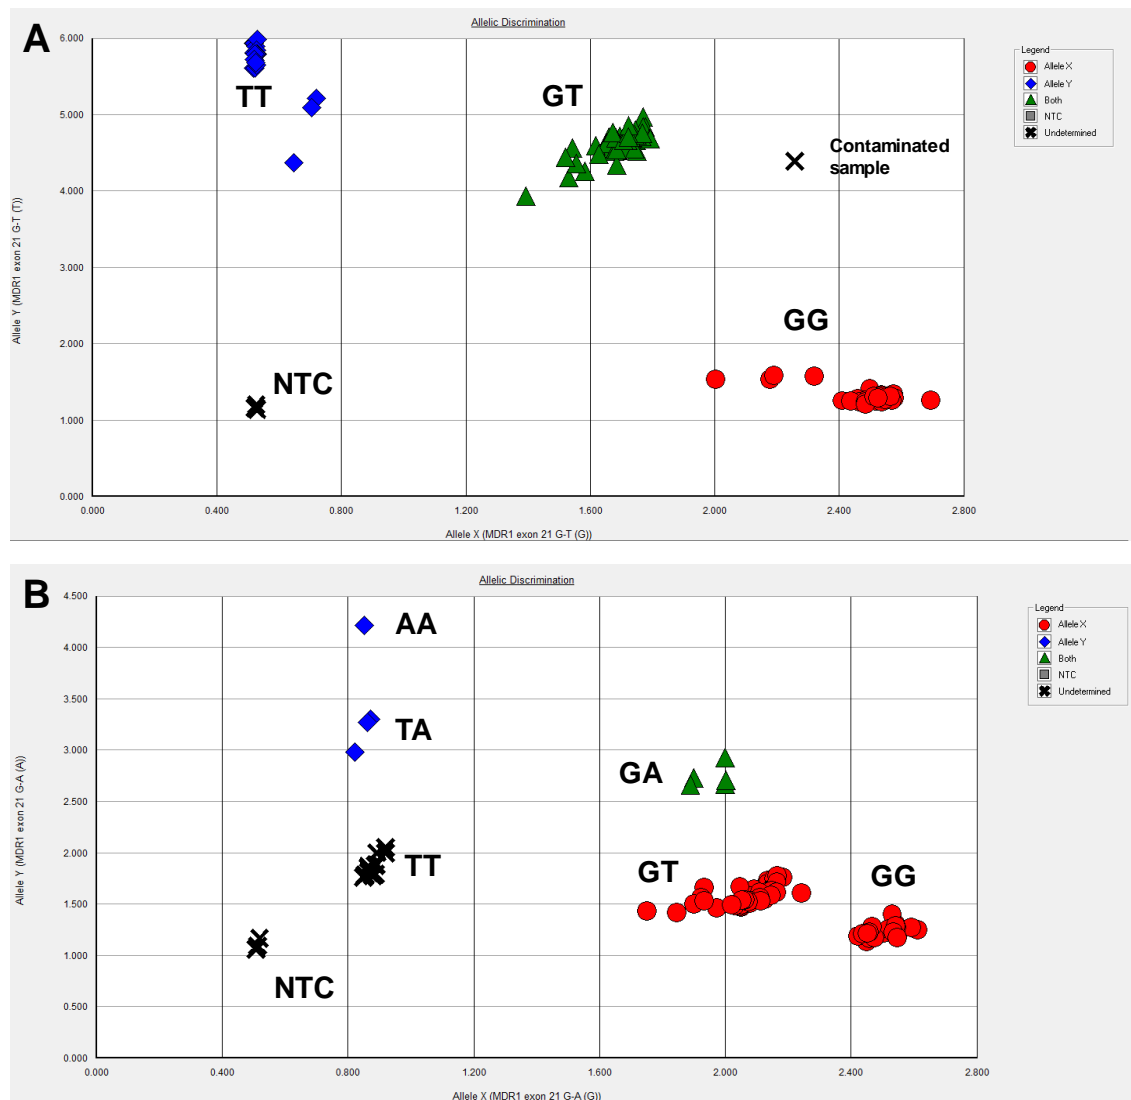 A
Allelic Discrimination
6.000
5.000
4.000
3.000
2.000
1.000
0.000
Allele Y (MDR1 exon 21 G-T (T))
TT
GT
Contaminated
sample
GG
NTC
0.000 0.400 0.800 1.200 1.600 2.000 2.400 2.800
Allele X (MDR1 exon 21 G-T (G))
Legend
Allele X
Allele Y
Both
NTC
Undetermined
B
Allelic Discrimination
4.500
4.000
3.500
3.000
2.500
2.000
1.500
1.000
0.500
0.000
Allele Y (MDR1 exon 21 G-A (A))
AA
TA
GA
TT
GT
GG
NTC
0.000 0.400 0.800 1.200 1.600 2.000 2.400 2.800
Allele X (MDR1 exon 21 G-A (G))
Legend
Allele X
Allele Y
Both
NTC
Undetermined